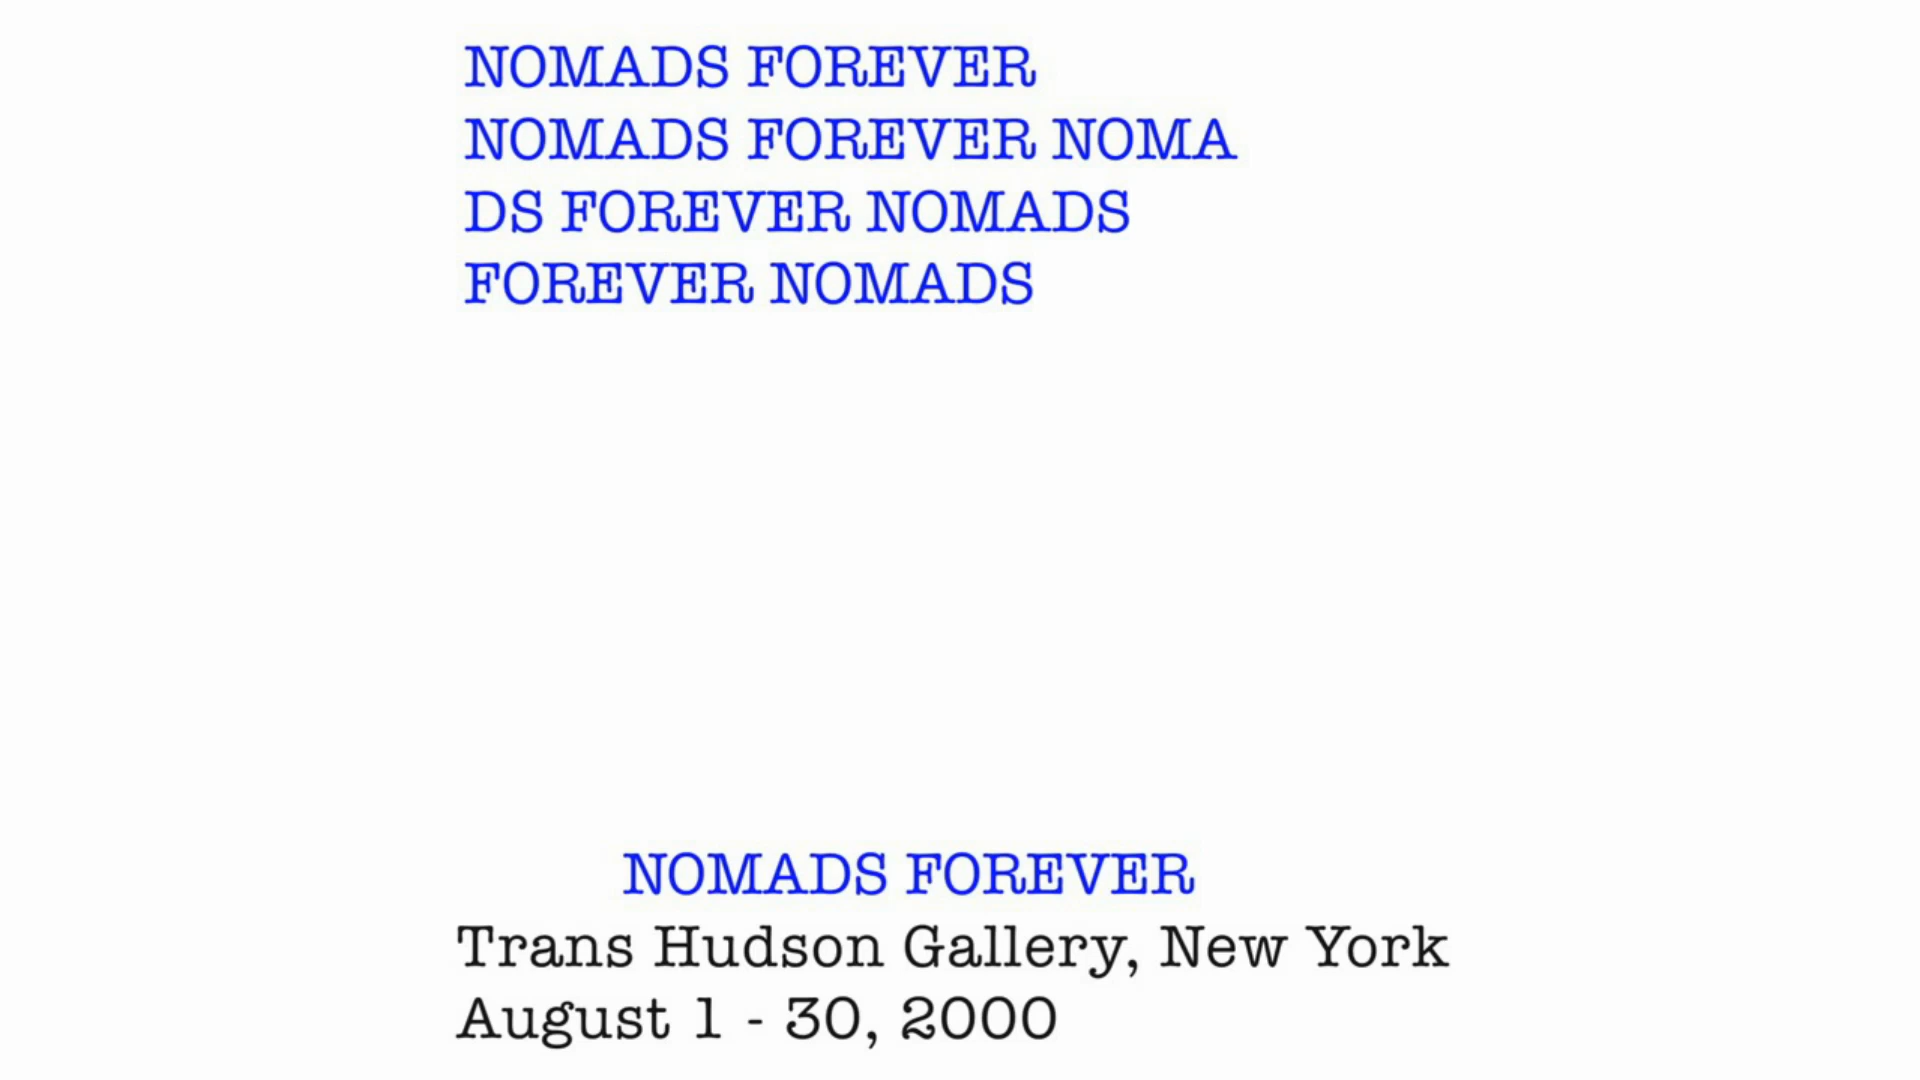 NOMADS FOREVER
NOMADS FOREVER NOMA
DS FOREVER NOMADS
FOREVER NOMADS
NOMADS FOREVER
Trans Hudson Gallery, New York
August 1 - 30, 2000